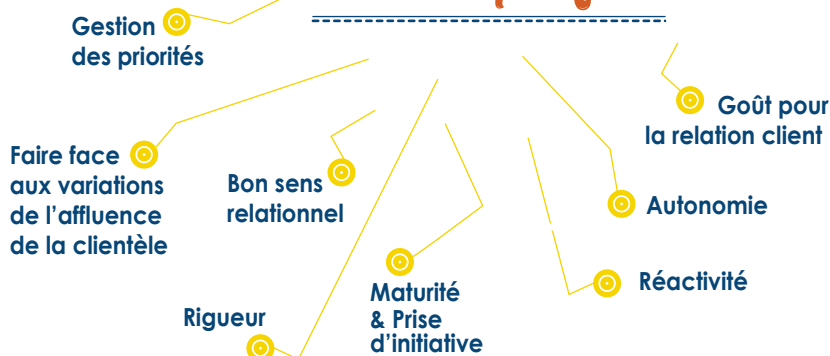 Gestion
des priorités
Goût pour
la relation client
Faire face
aux variations
de l'affluence
de la clientèle
Bon sens
relationnel
Autonomie
Réactivité
Maturité
& Prise
d'initiative
Rigueur